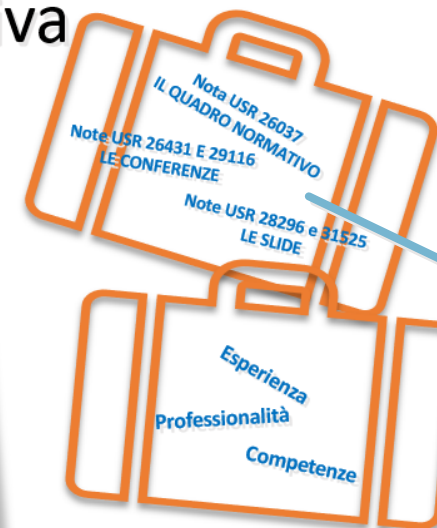 iva
Nota USR 26037
IL QUADRO NORMATIVO
Note USR 26431 E 29116
LE CONFERENZE
Note USR 28296 e 31525
LE SLIDE
Esperienza
Professionalità
Competenze